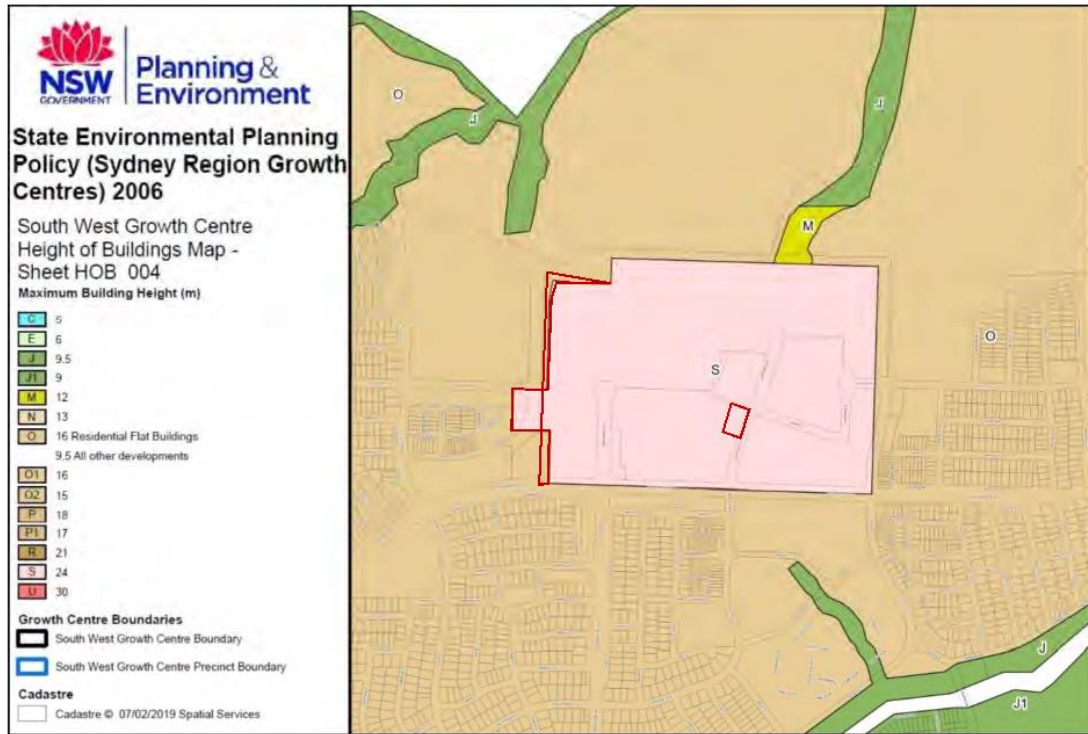 NSW
GOVERNMENT
Planning &
Environment
State Environmental Planning
Policy (Sydney Region Growth
Centres) 2006
South West Growth Centre
Height of Buildings Map -
Sheet HOB_004
Maximum Building Height (m)
C 5
E 6
J 9.5
J1 9
M 12
N 13
O 16 Residential Flat Buildings
9.5 All other developments
O1 16
O2 15
P 18
P1 17
R 21
S 24
U 30
Growth Centre Boundaries
South West Growth Centre Boundary
South West Growth Centre Precinct Boundary
Cadastre
Cadastre © 07/02/2019 Spatial Services
O
J
J
M
O
S
J
J1